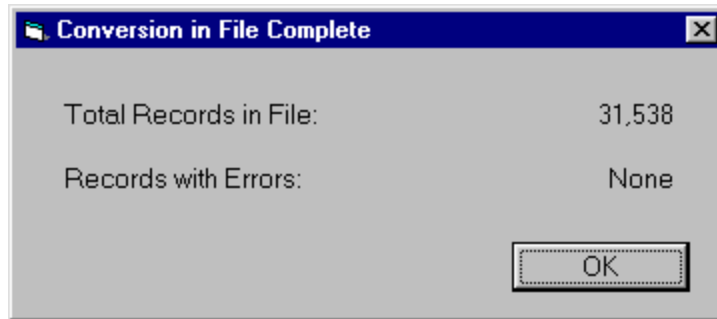 Conversion in File Complete
Total Records in File: 31,538
Records with Errors: None
OK